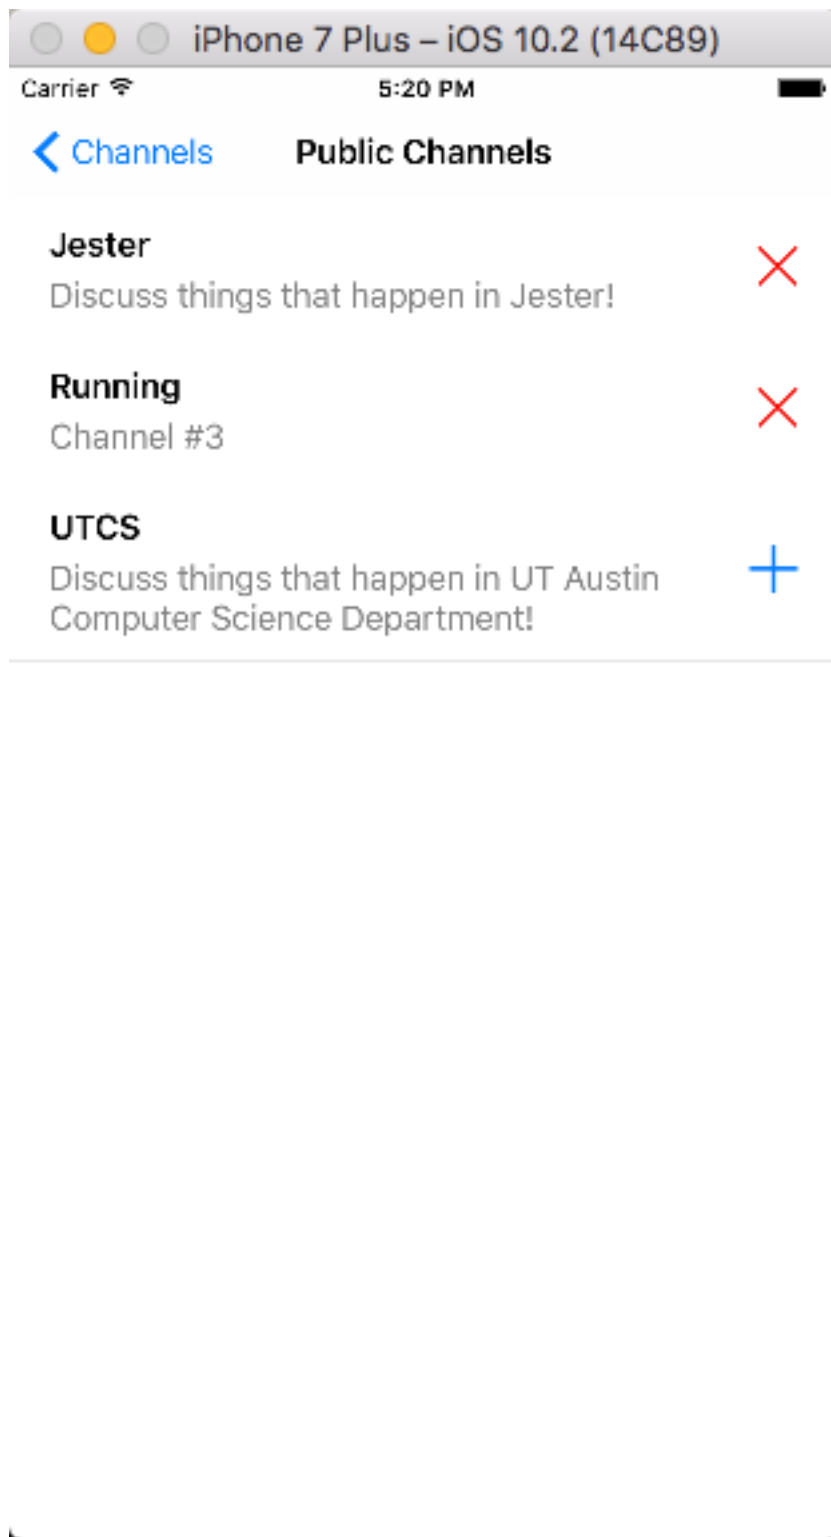 iPhone 7 Plus – iOS 10.2 (14C89)
Carrier 5:20 PM
Channels Public Channels
Jester
Discuss things that happen in Jester!
Running
Channel #3
UTCS
Discuss things that happen in UT Austin
Computer Science Department!